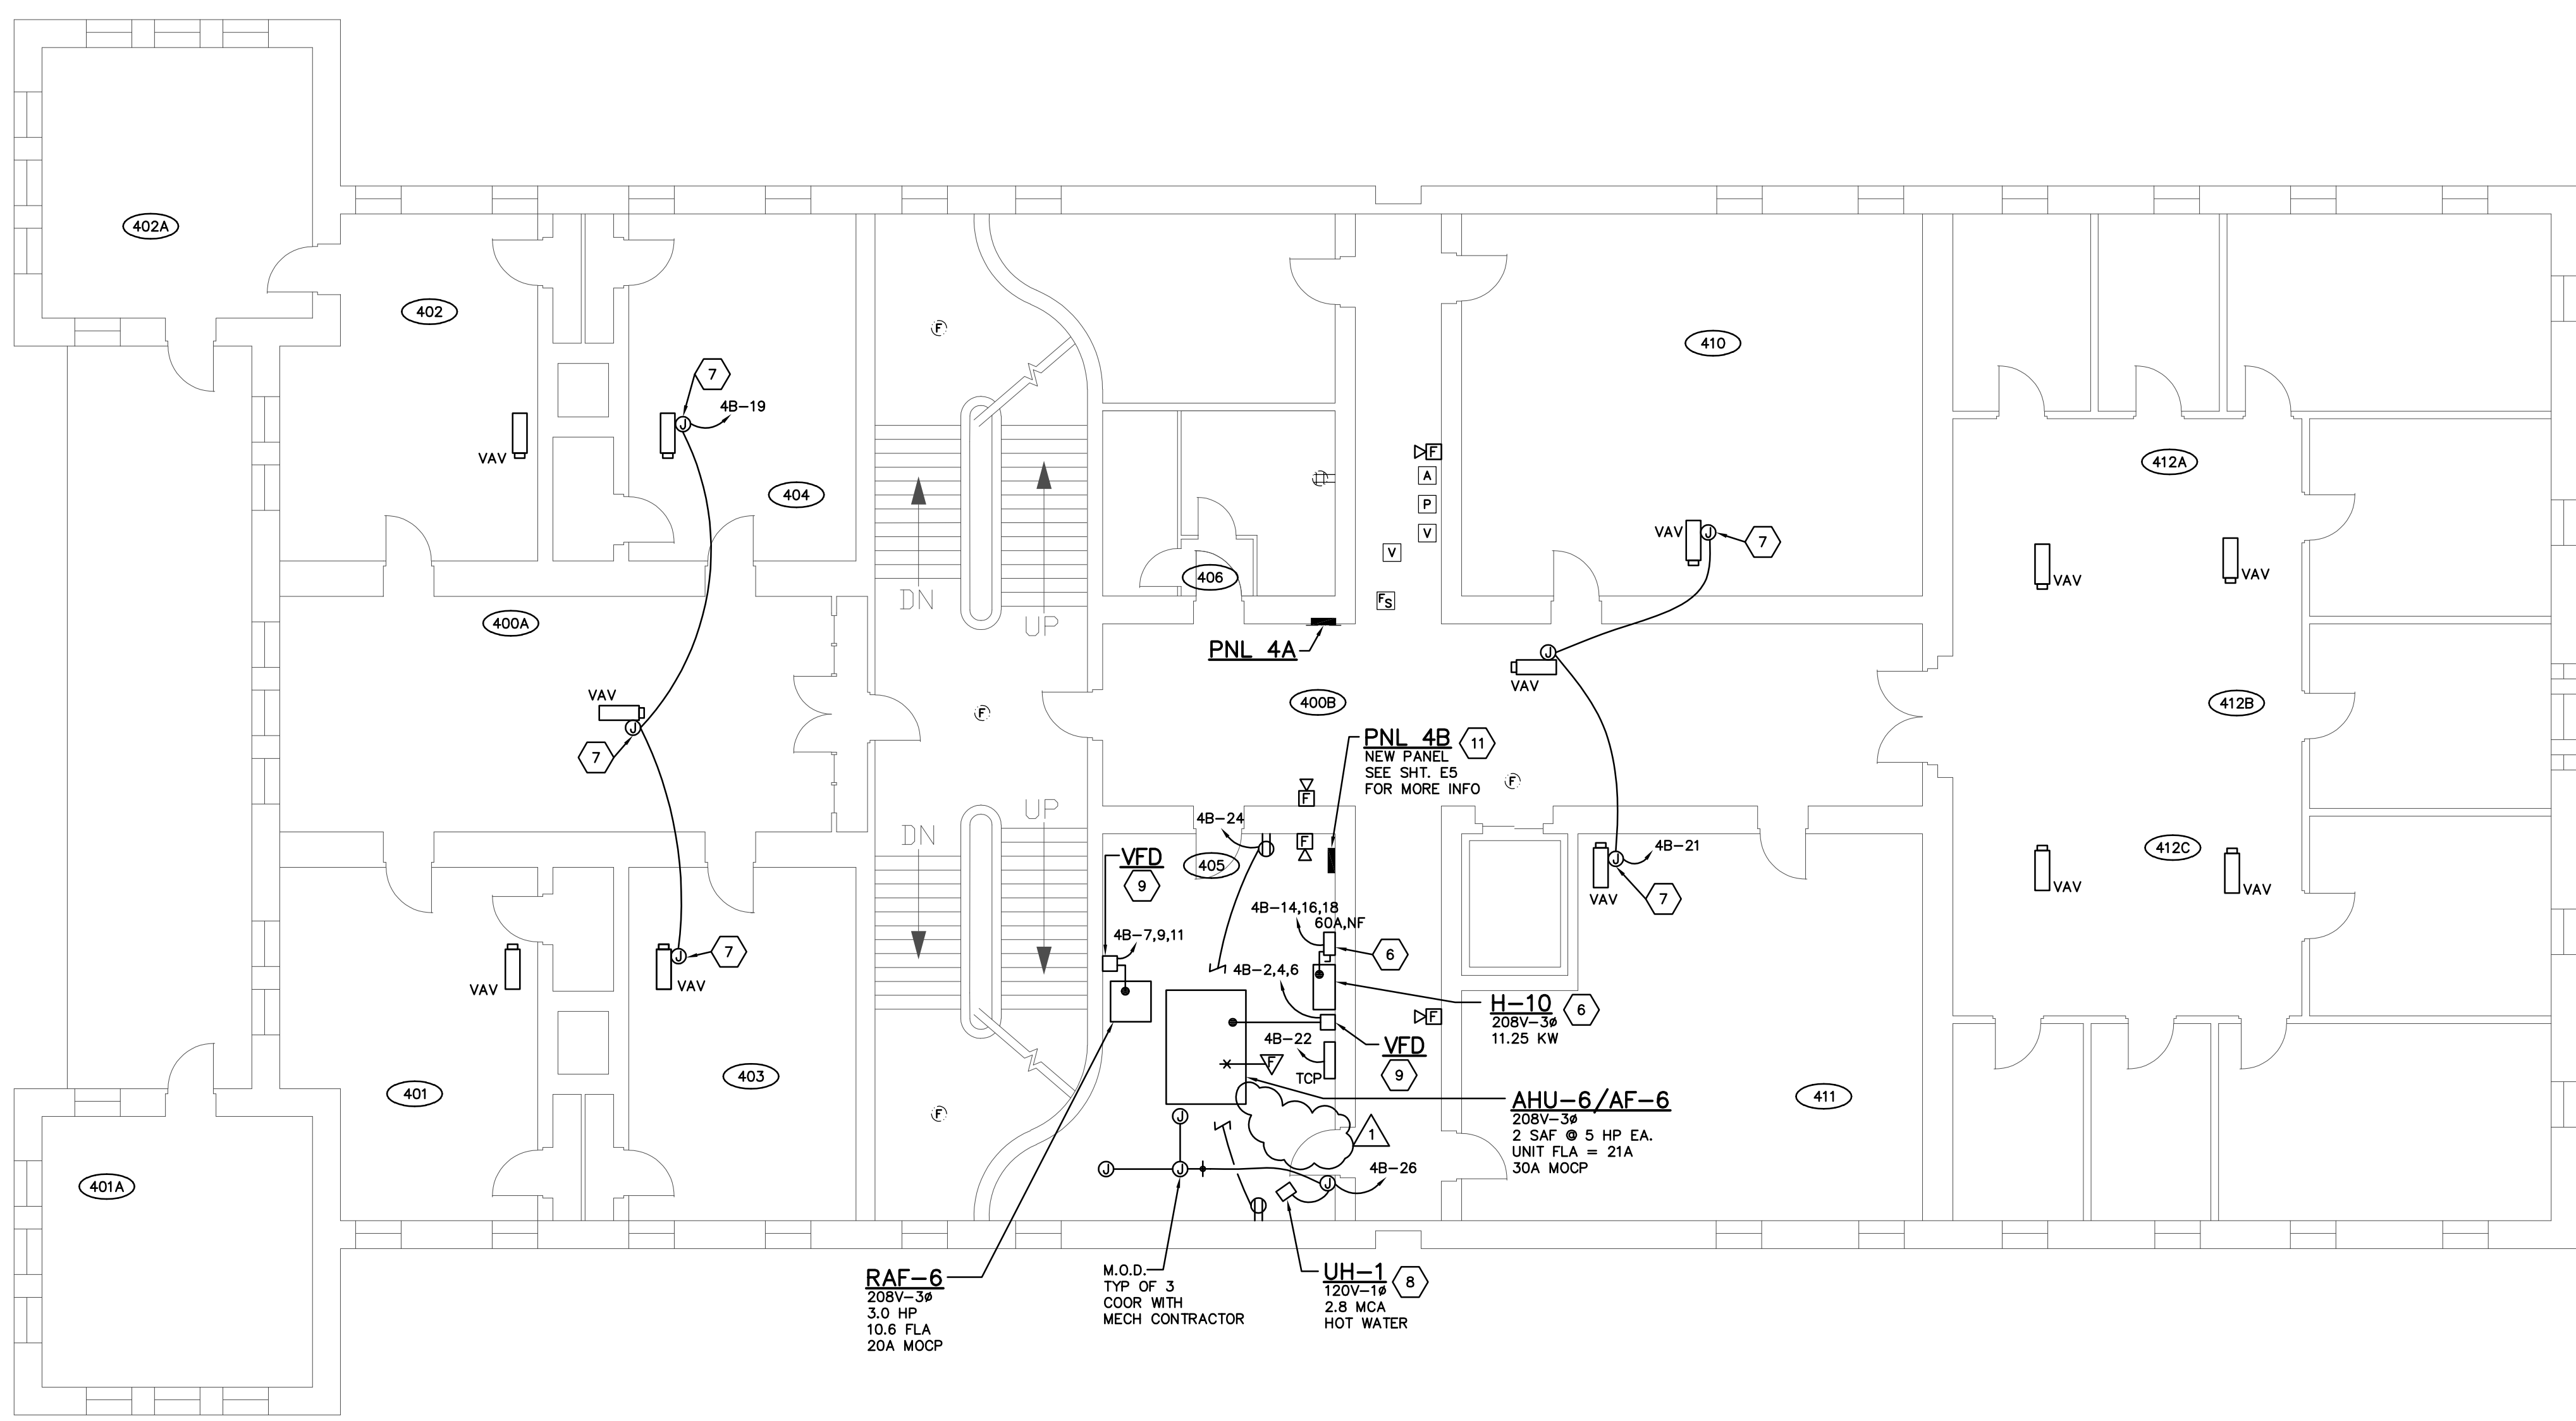 402A
402
7
4B-19
VAV
404
F
410
412A
F
A
P
V
V
FS
VAV
7
VAV
VAV
406
DN
UP
400A
PNL 4A
VAV
7
F
400B
VAV
412B
PNL 4B
11
NEW PANEL
SEE SHT. E5
FOR MORE INFO
F
F
DN
UP
4B-24
F
405
VFD
9
4B-21
VAV
7
412C
VAV
VAV
4B-14,16,18
60A,NF
6
4B-7,9,11
4B-2,4,6
7
VAV
VAV
H-10
6
208V-3ø
11.25 KW
F
4B-22
TCP
F
VFD
9
403
401
F
AHU-6/AF-6
208V-3ø
2 SAF @ 5 HP EA.
UNIT FLA = 21A
30A MOCP
411
1
401A
J
J
J
J
J
J
J
J
J
J
4B-26
RAF-6
208V-3ø
3.0 HP
10.6 FLA
20A MOCP
M.O.D.
TYP OF 3
COOR WITH
MECH CONTRACTOR
UH-1
8
120V-1ø
2.8 MCA
HOT WATER